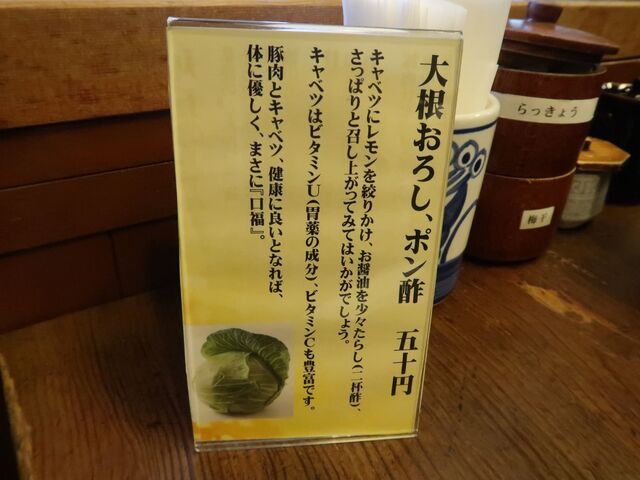 大根おろし、ポン酢　五十円
キャベツにレモンを絞りかけ、お醤油を少々たらし(二杯酢)、
さっぱりと召し上がってみてはいかがでしょう。
キャベツはビタミンU(胃薬の成分)、ビタミンCも豊富です。
豚肉とキャベツ、健康に良いとなれば、
体に優しく、まさに『口福』。
らっきょう
梅干